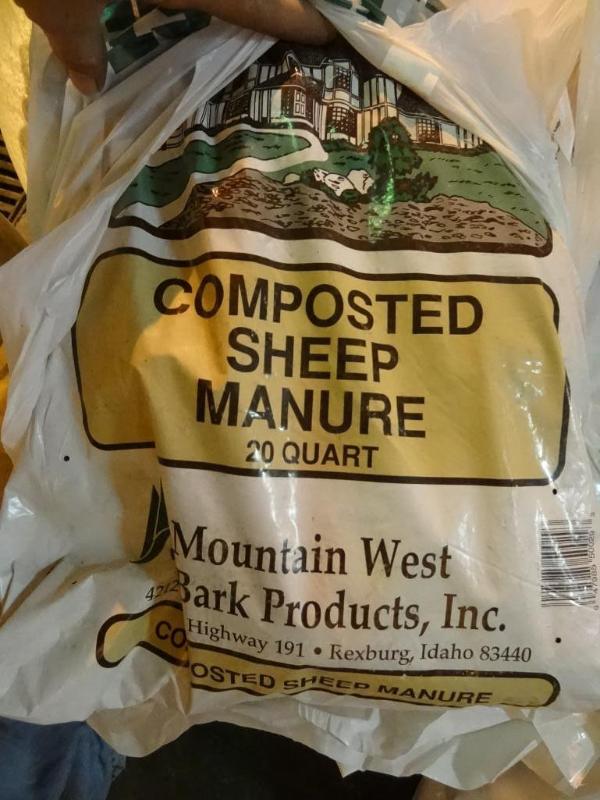 COMPOSTED
SHEEP
MANURE
20 QUART
Mountain West
Bark Products, Inc.
Highway 191 • Rexburg, Idaho 83440
OSTED SHEEP MANURE